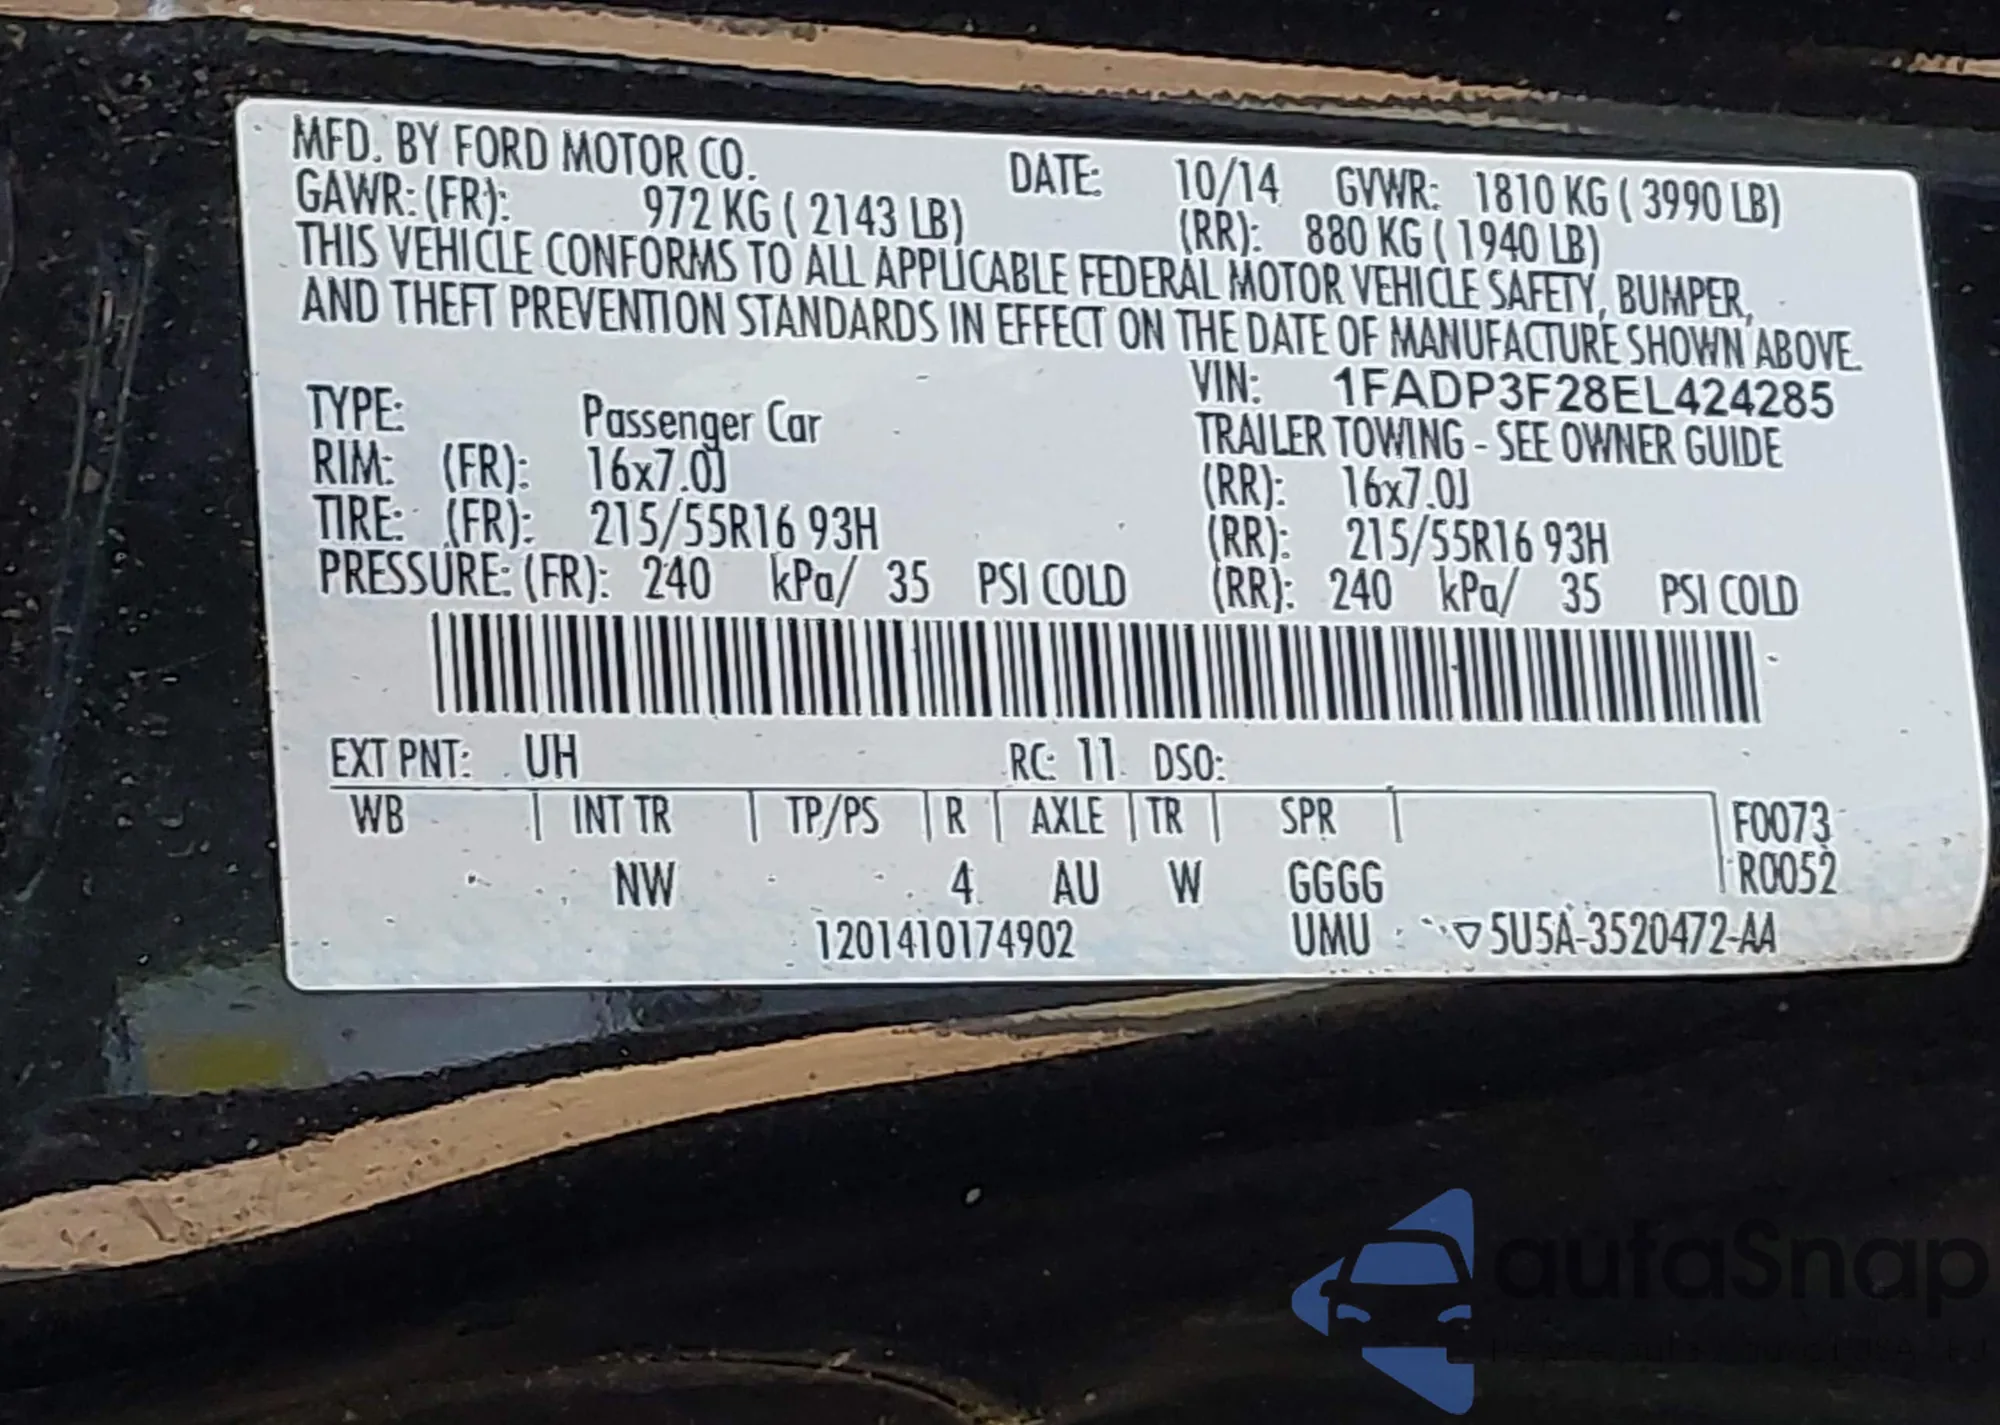 MFD. BY FORD MOTOR CO. DATE: 10/14 GVWR: 1810 KG ( 3990 LB)
GAWR: (FR): 972 KG ( 2143 LB) (RR): 880 KG ( 1940 LB)
THIS VEHICLE CONFORMS TO ALL APPLICABLE FEDERAL MOTOR VEHICLE SAFETY, BUMPER,
AND THEFT PREVENTION STANDARDS IN EFFECT ON THE DATE OF MANUFACTURE SHOWN ABOVE.
VIN: 1FADP3F28EL424285
TYPE: Passenger Car TRAILER TOWING - SEE OWNER GUIDE
RIM: (FR): 16x7.0J (RR): 16x7.0J
TIRE: (FR): 215/55R16 93H (RR): 215/55R16 93H
PRESSURE: (FR): 240 kPa/ 35 PSI COLD (RR): 240 kPa/ 35 PSI COLD
EXT PNT: UH RC: 11 DSO:
WB INT TR TP/PS R AXLE TR SPR F0073
NW 4 AU W GGGG R0052
1201410174902 UMU 5U5A-3520472-AA
autaSnap